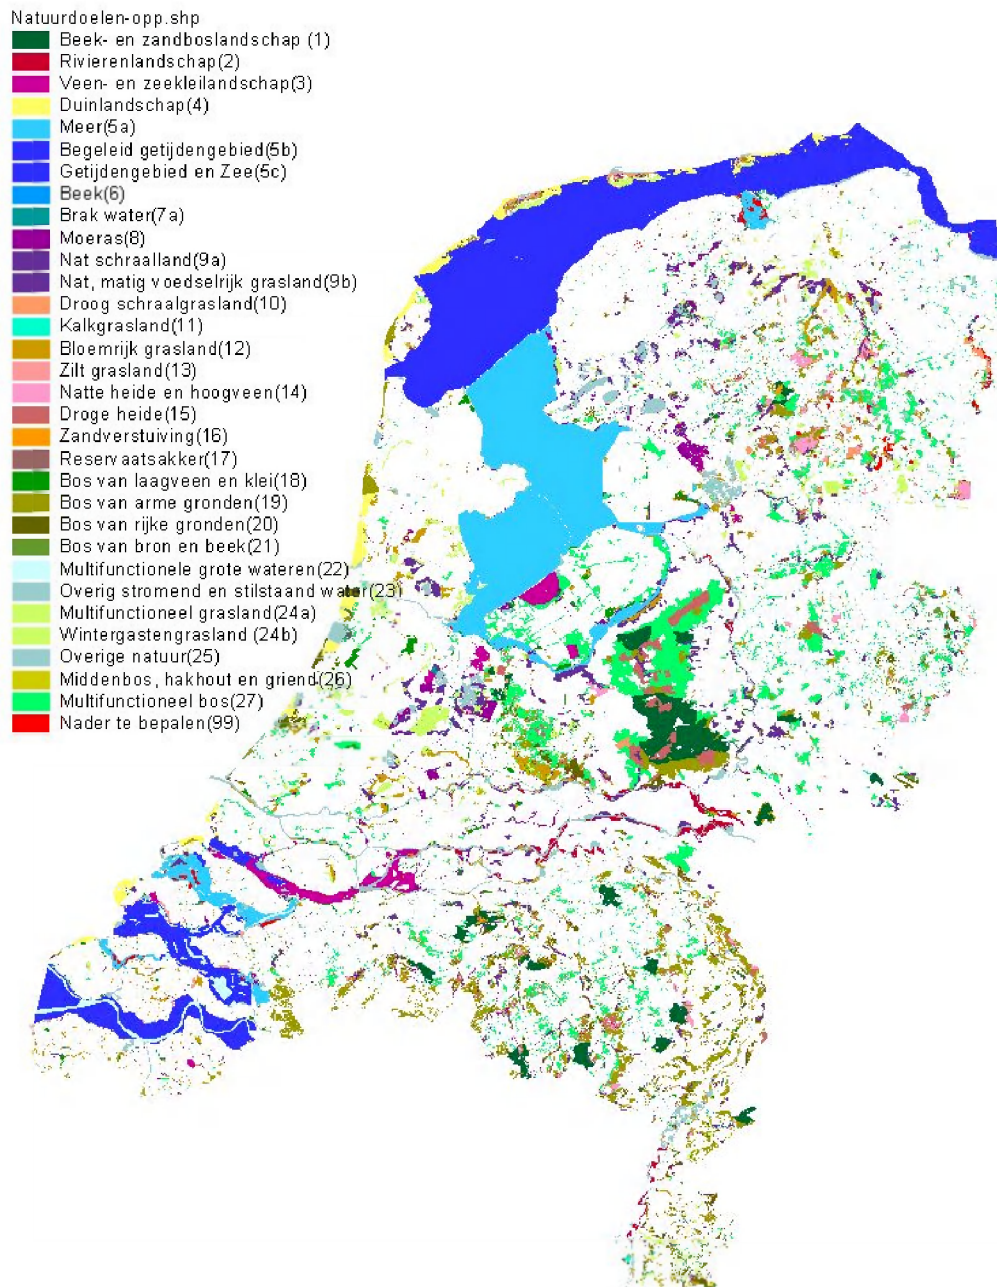 Natuurdoelen-opp.shp
Beek- en zandboslandschap (1)
Rivierenlandschap(2)
Veen- en zeekleilandschap(3)
Duinlandschap(4)
Meer(5a)
Begeleid getijdengebied(5b)
Getijdengebied en Zee(5c)
Beek(6)
Brak water(7a)
Moeras(8)
Nat schraalland(9a)
Nat, matig voedselrijk grasland(9b)
Droog schraalgrasland(10)
Kalkgrasland(11)
Bloemrijk grasland(12)
Zilt grasland(13)
Natte heide en hoogveen(14)
Droge heide(15)
Zandverstuiving(16)
Reservaatsakker(17)
Bos van laagveen en klei(18)
Bos van arme gronden(19)
Bos van rijke gronden(20)
Bos van bron en beek(21)
Multifunctionele grote wateren(22)
Overig stromend en stilstaand water(23)
Multifunctioneel grasland(24a)
Wintergastengrasland (24b)
Overige natuur(25)
Middenbos, hakhout en griend(26)
Multifunctioneel bos(27)
Nader te bepalen(99)